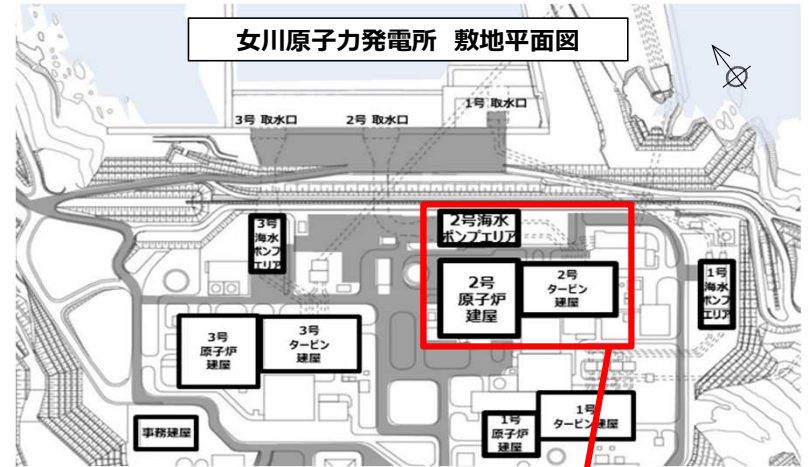 女川原子力発電所 敷地平面図
3号 取水口
2号 取水口
1号 取水口
3号
海水
ポンプ
エリア
2号海水
ポンプエリア
2号
原子炉
建屋
2号
タービン
建屋
1号
海水
ポンプ
エリア
3号
原子炉
建屋
3号
タービン
建屋
事務建屋
1号
原子炉
建屋
1号
タービン建屋